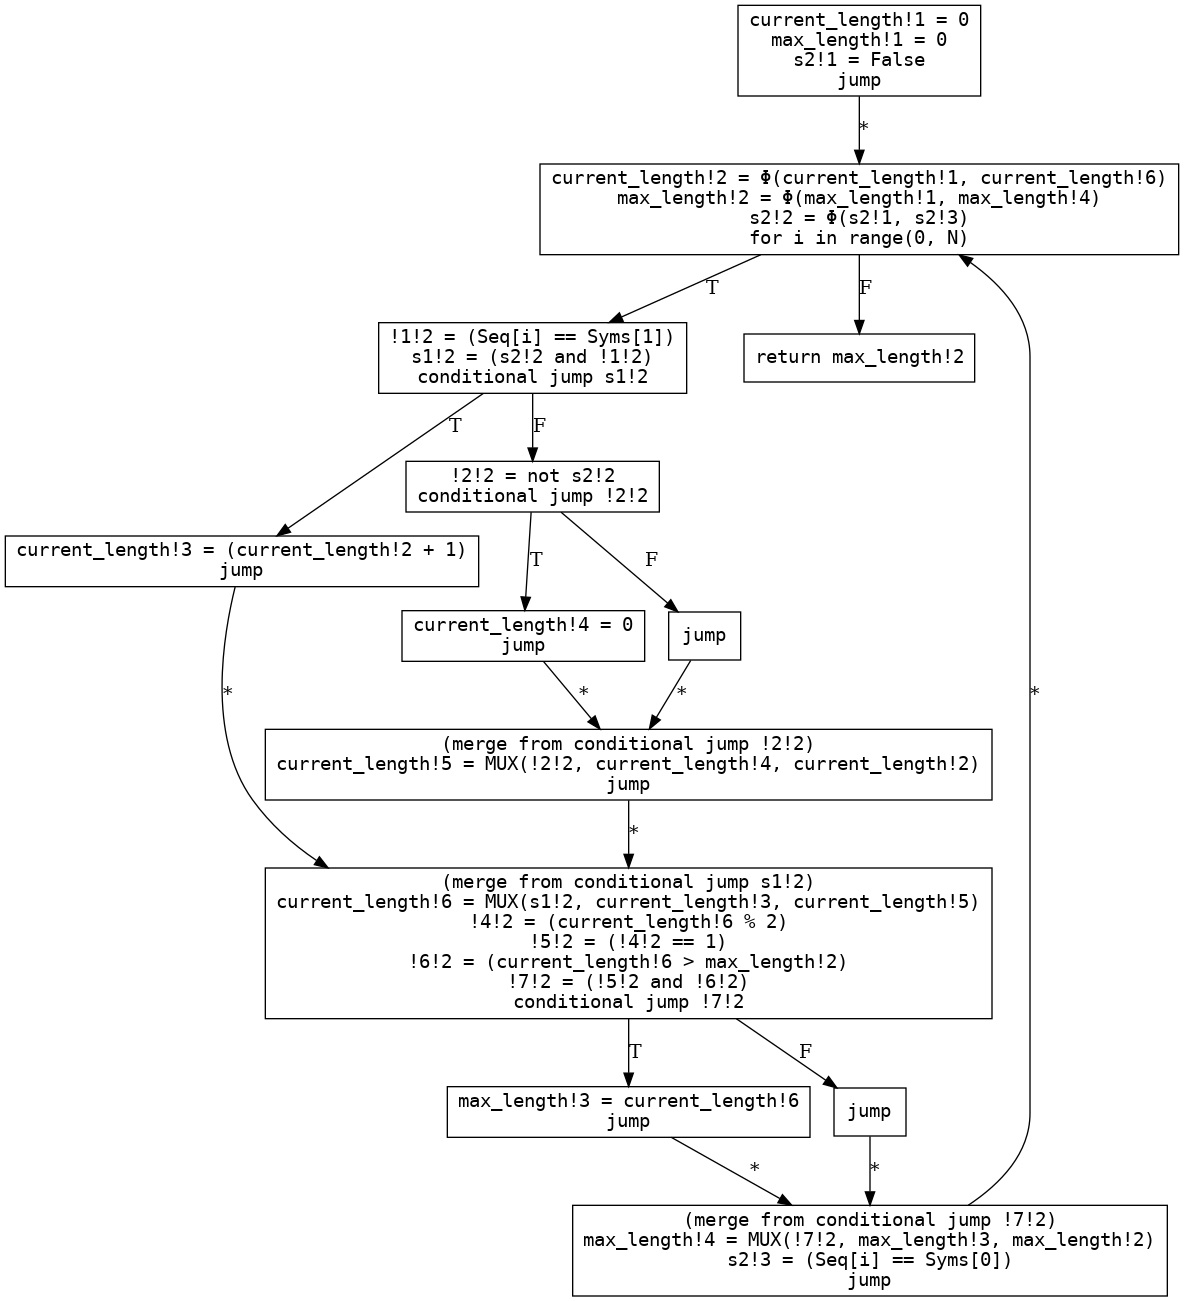 current_length!1 = 0
max_length!1 = 0
s2!1 = False
jump
*
current_length!2 = Φ(current_length!1, current_length!6)
max_length!2 = Φ(max_length!1, max_length!4)
s2!2 = Φ(s2!1, s2!3)
for i in range(0, N)
T
F
!1!2 = (Seq[i] == Syms[1])
s1!2 = (s2!2 and !1!2)
conditional jump s1!2
return max_length!2
T
F
!2!2 = not s2!2
conditional jump !2!2
current_length!3 = (current_length!2 + 1)
jump
T
F
current_length!4 = 0
jump
jump
*
*
*
*
(merge from conditional jump !2!2)
current_length!5 = MUX(!2!2, current_length!4, current_length!2)
jump
*
(merge from conditional jump s1!2)
current_length!6 = MUX(s1!2, current_length!3, current_length!5)
!4!2 = (current_length!6 % 2)
!5!2 = (!4!2 == 1)
!6!2 = (current_length!6 > max_length!2)
!7!2 = (!5!2 and !6!2)
conditional jump !7!2
T
F
max_length!3 = current_length!6
jump
jump
*
*
(merge from conditional jump !7!2)
max_length!4 = MUX(!7!2, max_length!3, max_length!2)
s2!3 = (Seq[i] == Syms[0])
jump